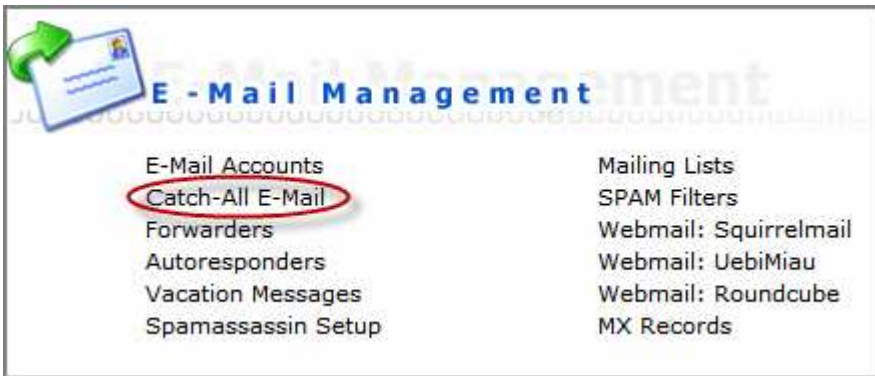 E-Mail Management
E-Mail Accounts
Catch-All E-Mail
Forwarders
Autoresponders
Vacation Messages
Spamassassin Setup
Mailing Lists
SPAM Filters
Webmail: Squirrelmail
Webmail: UebiMiau
Webmail: Roundcube
MX Records